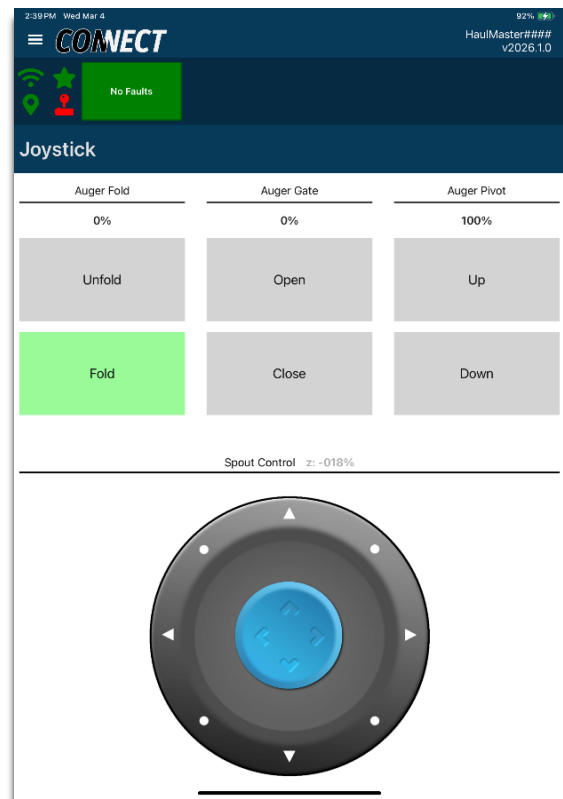 2:39 PM Wed Mar 4
92%
CONNECT
HaulMaster####
v2026.1.0
No Faults
Joystick
Auger Fold
Auger Gate
Auger Pivot
0%
0%
100%
Unfold
Open
Up
Fold
Close
Down
Spout Control z: -018%